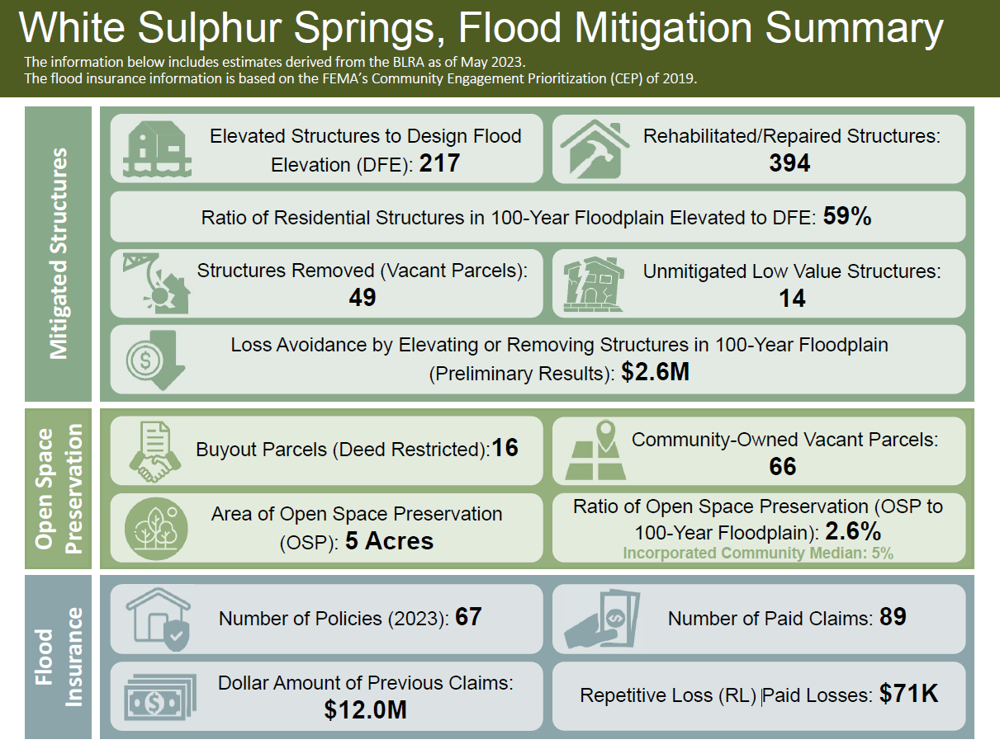 White Sulphur Springs, Flood Mitigation Summary
The information below includes estimates derived from the BLRA as of May 2023.
The flood insurance information is based on the FEMA's Community Engagement Prioritization (CEP) of 2019.
Mitigated Structures
Elevated Structures to Design Flood
Elevation (DFE): 217
Rehabilitated/Repaired Structures:
394
Ratio of Residential Structures in 100-Year Floodplain Elevated to DFE: 59%
Structures Removed (Vacant Parcels):
49
Unmitigated Low Value Structures:
14
Loss Avoidance by Elevating or Removing Structures in 100-Year Floodplain
(Preliminary Results): $2.6M
Open Space
Preservation
Buyout Parcels (Deed Restricted):16
Community-Owned Vacant Parcels:
66
Area of Open Space Preservation
(OSP): 5 Acres
Ratio of Open Space Preservation (OSP to
100-Year Floodplain): 2.6%
Incorporated Community Median: 5%
Flood
Insurance
Number of Policies (2023): 67
Number of Paid Claims: 89
Dollar Amount of Previous Claims:
$12.0M
Repetitive Loss (RL) Paid Losses: $71K